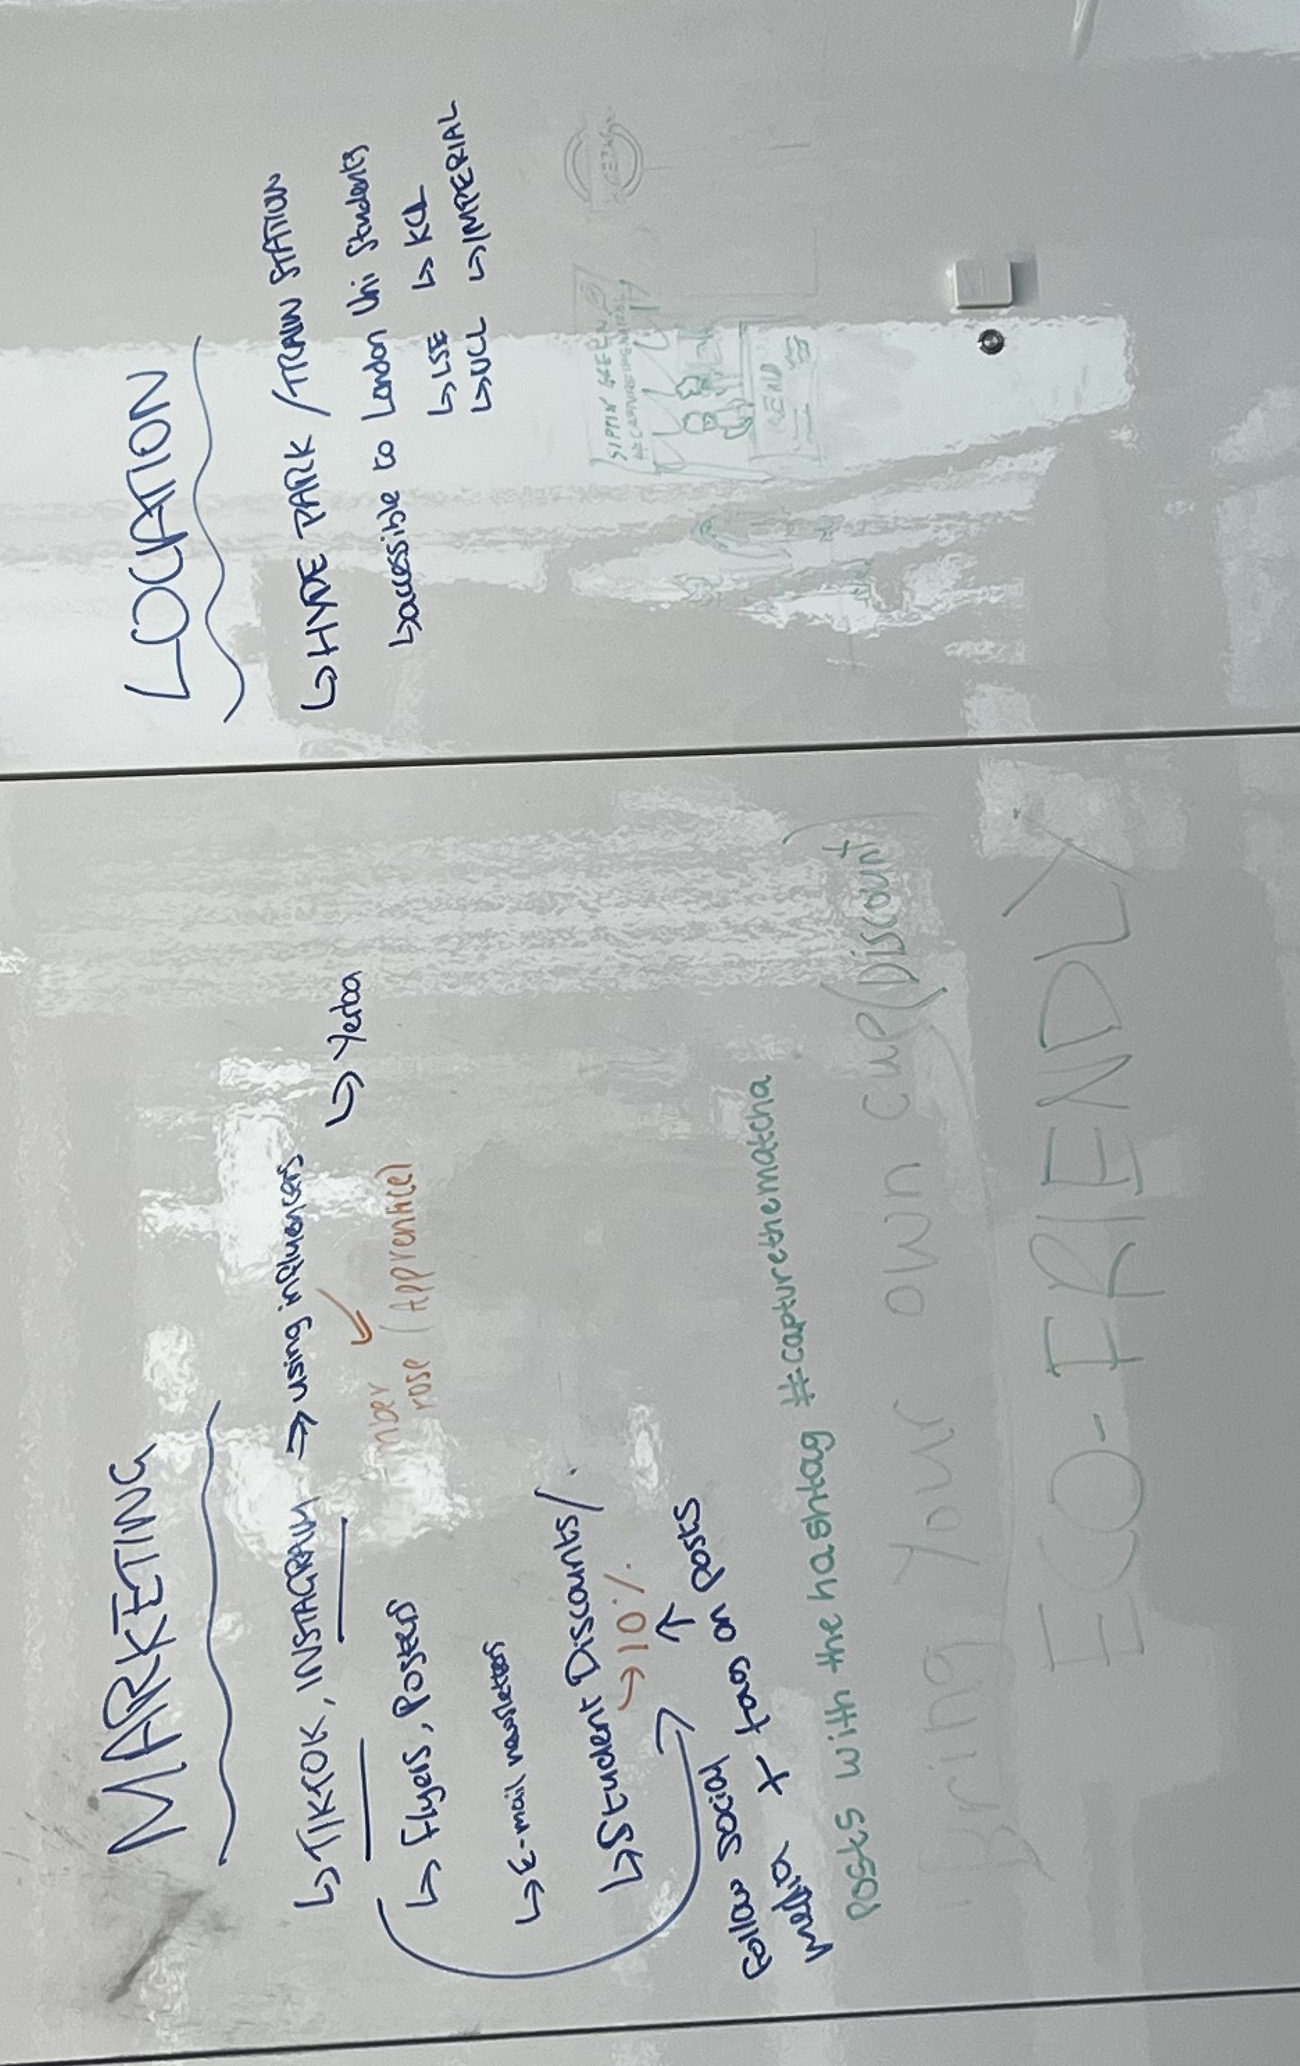 MARKETING
↳ TIKTOK, INSTAGRAM ⇒ using influencers
↳ Yerba
mber
rose (Apprentice)
↳ Flyers, Posters
↳ E-mail newsletters
↳ Student Discounts/.
↳ 10%
Follow social
media + tag on posts
Posts with the hashtag #capturethematcha
Bring Your own cup (Discount)
ECO-FRIENDLY
LOCATION
↳ HYDE PARK / TRAIN STATION
↳ accessible to London Uni Students
↳ LSE ↳ KCL
↳ UCL ↳ IMPERIAL
SIPPIN GREEN
#CAPTURETHEMATCHA